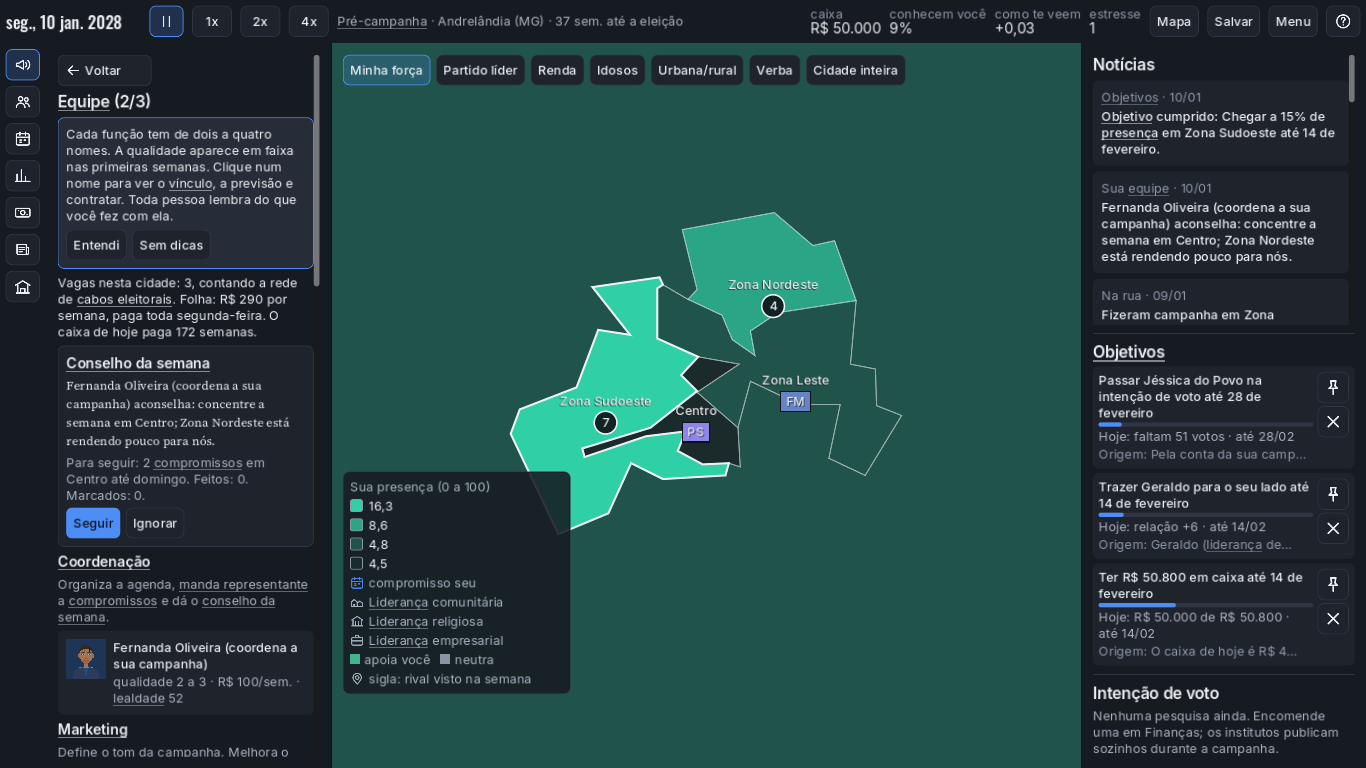 seg., 10 jan. 2028
1x
2x
4x
Pré-campanha · Andrelândia (MG) · 37 sem. até a eleição
caixa
R$ 50.000
conhecem você
9%
como te veem
+0,03
estresse
1
Mapa
Salvar
Menu
Voltar
Equipe (2/3)
Cada função tem de dois a quatro
nomes. A qualidade aparece em faixa
nas primeiras semanas. Clique num
nome para ver o vínculo, a previsão e
contratar. Toda pessoa lembra do que
você fez com ela.
Entendi
Sem dicas
Vagas nesta cidade: 3, contando a rede
de cabos eleitorais. Folha: R$ 290 por
semana, paga toda segunda-feira. O
caixa de hoje paga 172 semanas.
Conselho da semana
Fernanda Oliveira (coordena a sua
campanha) aconselha: concentre a
semana em Centro; Zona Nordeste está
rendendo pouco para nós.
Para seguir: 2 compromissos em
Centro até domingo. Feitos: 0.
Marcados: 0.
Seguir
Ignorar
Coordenação
Organiza a agenda, manda representante
a compromissos e dá o conselho da
semana.
Fernanda Oliveira (coordena a
sua campanha)
qualidade 2 a 3 · R$ 100/sem. ·
lealdade 52
Marketing
Define o tom da campanha. Melhora o
Minha força
Partido líder
Renda
Idosos
Urbana/rural
Verba
Cidade inteira
Zona Nordeste
4
Zona Leste
FM
Zona Sudoeste
7
Centro
PS
Sua presença (0 a 100)
16,3
8,6
4,8
4,5
compromisso seu
Liderança comunitária
Liderança religiosa
Liderança empresarial
apoia você
neutra
sigla: rival visto na semana
Notícias
Objetivos · 10/01
Objetivo cumprido: Chegar a 15% de
presença em Zona Sudoeste até 14 de
fevereiro.
Sua equipe · 10/01
Fernanda Oliveira (coordena a sua
campanha) aconselha: concentre a
semana em Centro; Zona Nordeste
está rendendo pouco para nós.
Na rua · 09/01
Fizeram campanha em Zona
Objetivos
Passar Jéssica do Povo na
intenção de voto até 28 de
fevereiro
Hoje: faltam 51 votos · até 28/02
Origem: Pela conta da sua camp...
Trazer Geraldo para o seu lado até
14 de fevereiro
Hoje: relação +6 · até 14/02
Origem: Geraldo (liderança de...
Ter R$ 50.800 em caixa até 14 de
fevereiro
Hoje: R$ 50.000 de R$ 50.800 ·
até 14/02
Origem: O caixa de hoje é R$ 4...
Intenção de voto
Nenhuma pesquisa ainda. Encomende
uma em Finanças; os institutos publicam
sozinhos durante a campanha.